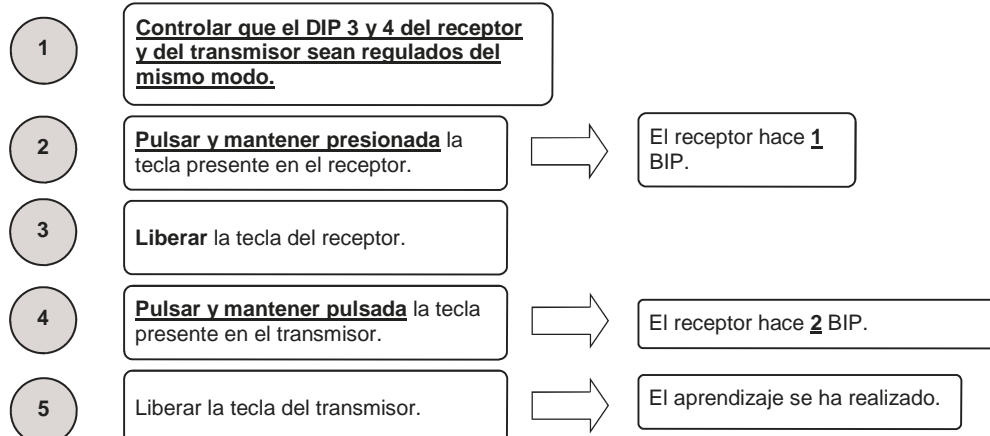 1
Controlar que el DIP 3 y 4 del receptor
y del transmisor sean regulados del
mismo modo.
2
Pulsar y mantener presionada la
tecla presente en el receptor.
El receptor hace 1
BIP.
3
Liberar la tecla del receptor.
4
Pulsar y mantener pulsada la tecla
presente en el transmisor.
El receptor hace 2 BIP.
5
Liberar la tecla del transmisor.
El aprendizaje se ha realizado.